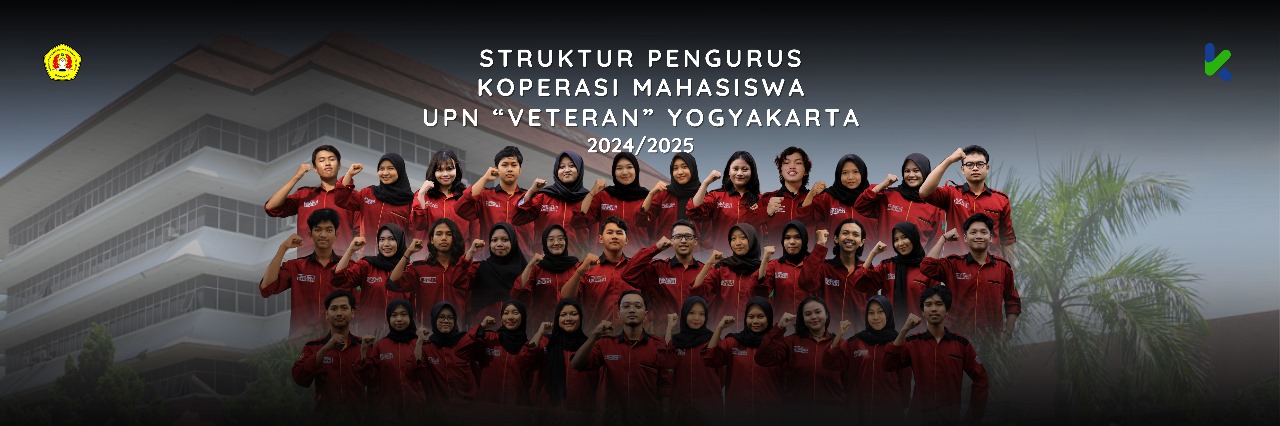 STRUKTUR PENGURUS
KOPERASI MAHASISWA
UPN “VETERAN” YOGYAKARTA
2024/2025